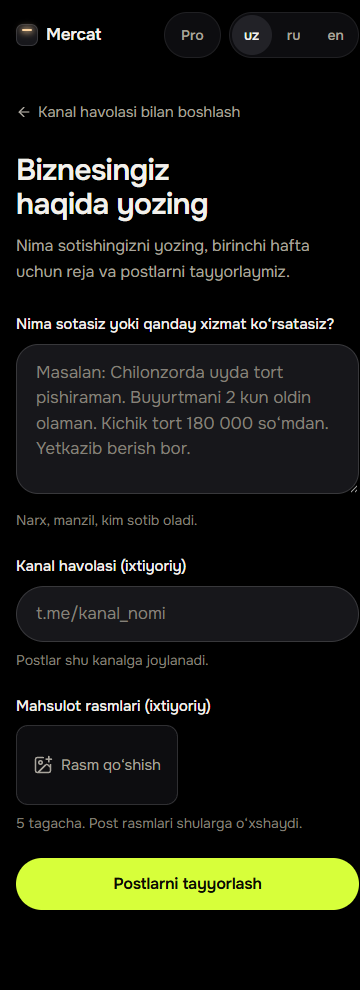 Mercat
Pro
uz
ru
en
← Kanal havolasi bilan boshlash
Biznesingiz
haqida yozing
Nima sotishingizni yozing, birinchi hafta
uchun reja va postlarni tayyorlaymiz.
Nima sotasiz yoki qanday xizmat ko‘rsatasiz?
Masalan: Chilonzorda uyda tort
pishiraman. Buyurtmani 2 kun oldin
olaman. Kichik tort 180 000 so‘mdan.
Yetkazib berish bor.
Narx, manzil, kim sotib oladi.
Kanal havolasi (ixtiyoriy)
t.me/kanal_nomi
Postlar shu kanalga joylanadi.
Mahsulot rasmlari (ixtiyoriy)
Rasm qo‘shish
5 tagacha. Post rasmlari shularga o‘xshaydi.
Postlarni tayyorlash